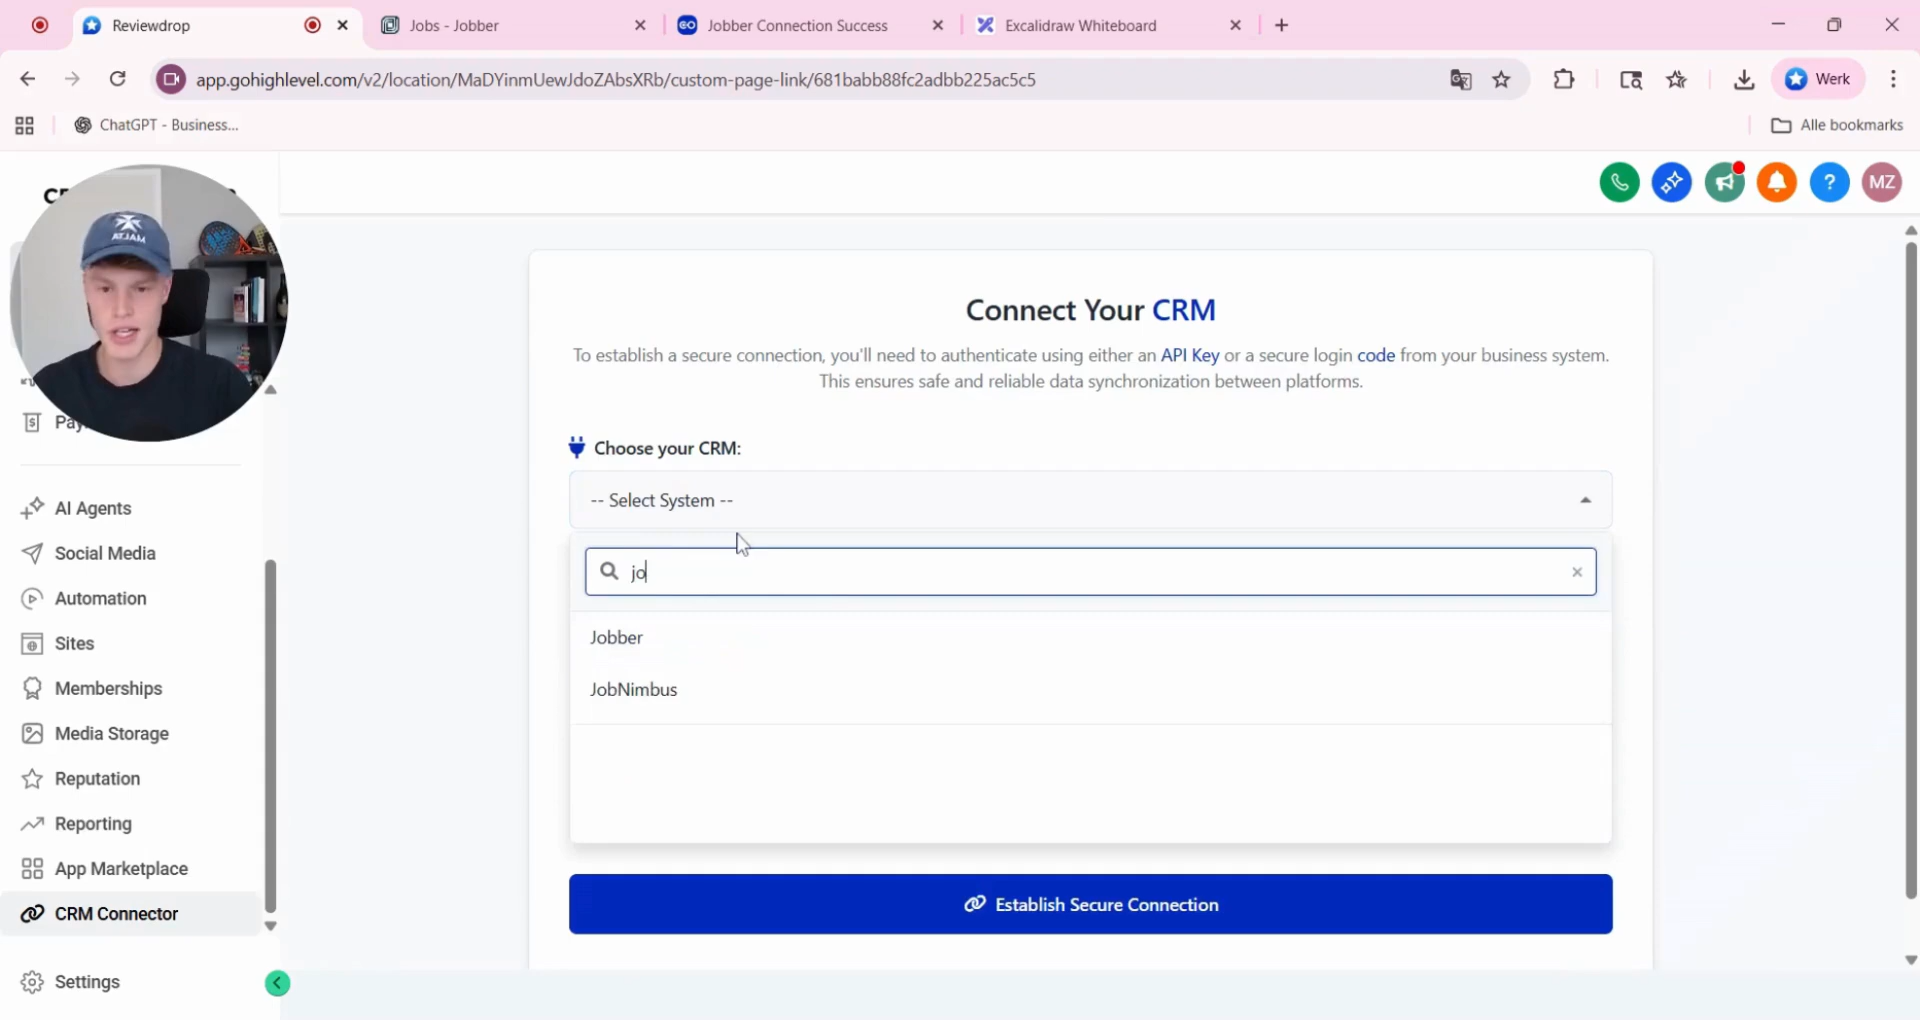 Reviewdrop
Jobs - Jobber
Jobber Connection Success
Excalidraw Whiteboard
app.gohighlevel.com/v2/location/MaDYinmUewJdoZAbsXRb/custom-page-link/681babb88fc2adbb225ac5c5
Werk
ChatGPT - Business...
Alle bookmarks
MZ
ATJAM
Connect Your CRM
To establish a secure connection, you'll need to authenticate using either an API Key or a secure login code from your business system.
This ensures safe and reliable data synchronization between platforms.
Choose your CRM:
-- Select System --
jo
Jobber
JobNimbus
Establish Secure Connection
AI Agents
Social Media
Automation
Sites
Memberships
Media Storage
Reputation
Reporting
App Marketplace
CRM Connector
Settings